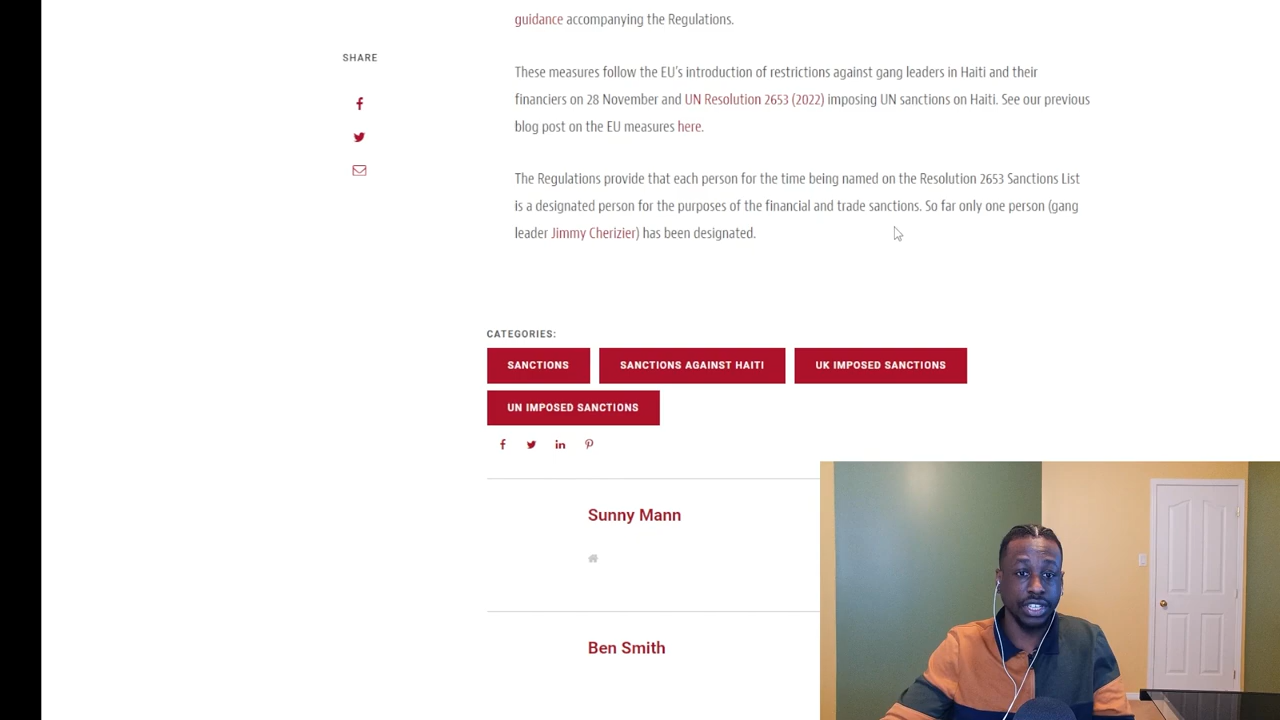 guidance accompanying the Regulations.
SHARE
These measures follow the EU's introduction of restrictions against gang leaders in Haiti and their
financiers on 28 November and UN Resolution 2653 (2022) imposing UN sanctions on Haiti. See our previous
blog post on the EU measures here.
The Regulations provide that each person for the time being named on the Resolution 2653 Sanctions List
is a designated person for the purposes of the financial and trade sanctions. So far only one person (gang
leader Jimmy Cherizier) has been designated.
CATEGORIES:
SANCTIONS
SANCTIONS AGAINST HAITI
UK IMPOSED SANCTIONS
UN IMPOSED SANCTIONS
Sunny Mann
Ben Smith